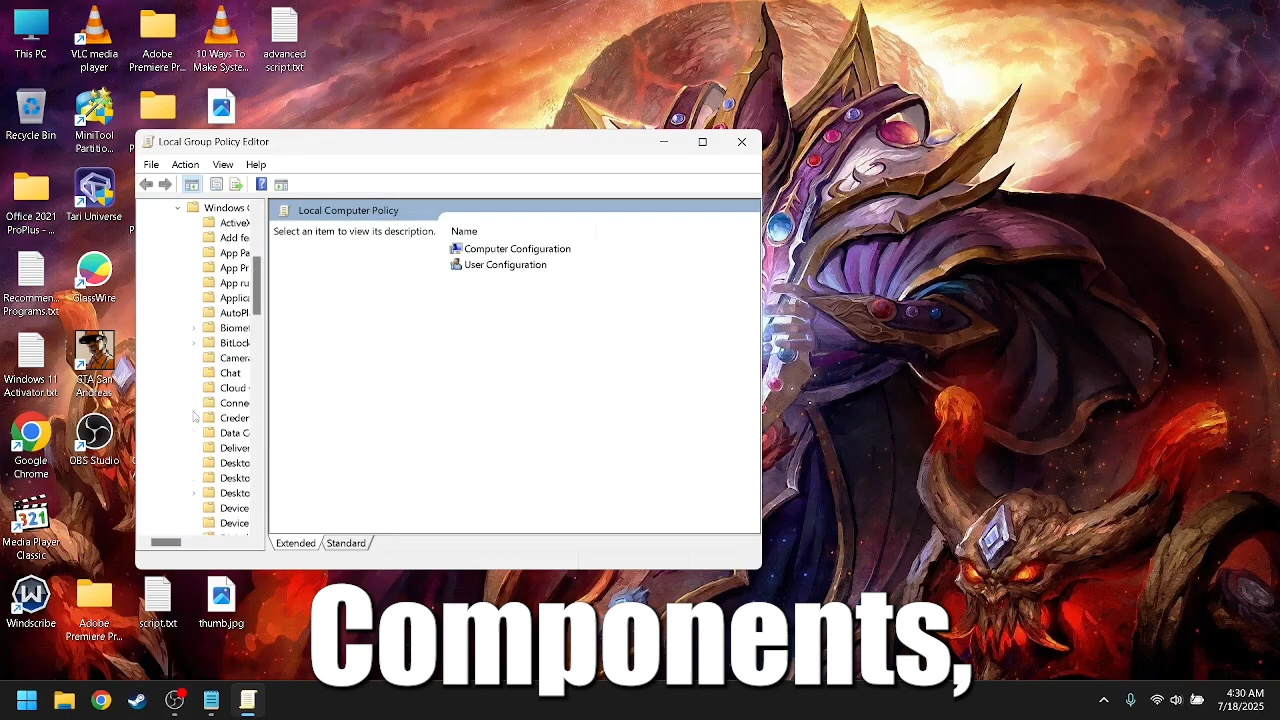 This PC
VLC media
player
Adobe
Premiere Pr...
10 Ways To
Make Syste...
advanced
script.txt
Recycle Bin
MiniTool
Partitio...
Office 2021
ProPlus - ...
Tari Universe
Recommen...
Programs.txt
GlassWire
Windows 11
Activator.txt
GTA San
Andreas
Google
Chrome
OBS Studio
Media Player
Classic
Windscribe
Adobe
Premiere Pr...
script.txt
thumb.jpg
Local Group Policy Editor
File Action View Help
Windows C
ActiveX
Add fe
App Pa
App Pr
App ru
Applica
AutoPl
Biomet
BitLock
Camera
Chat
Cloud
Conne
Creder
Data C
Deliver
Deskto
Deskto
Deskto
Device
Device
Local Computer Policy
Select an item to view its description.
Name
Computer Configuration
User Configuration
Extended Standard
Components,
4:30 AM
7/18/2025